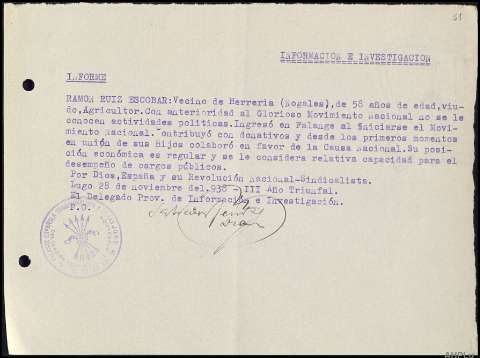 51
INFORMACION E INVESTIGACION
INFORME
RAMON RUIZ ESCOBAR:Vecino de Herreria (Nogales),de 58 años de edad,viu-
do,Agricultor.Con anterioridad al Glorioso Movimiento Nacional no se le
conocen actividades politicas.Ingresó en Falange al iniciarse el Movi-
miento Nacional. Contribuyó con donativos y desde los primeros momentos
en unión de sus Hijos colaboró en favor de la Causa Nacional.Su posi-
ción económica es regular y se le considera relativa capacidad para el
desempeño de cargos públicos.
Por Dios,España y su Revolución Nacional-Sindicalista.
Lugo 28 de Noviembre del.938 - III Año Triunfal.
El Delegado Prov. de Información e Investigación.
P.O.